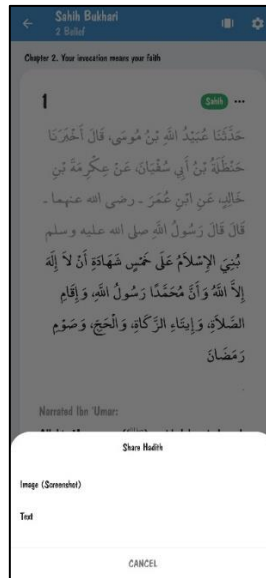 Sahih Bukhari
2 Belief
Chapter 2. Your invocation means your faith
1
Sahih
حَدَّثَنَا عُبَيْدُ اللَّهِ بْنُ مُوسَى، قَالَ أَخْبَرَنَا
حَنْظَلَةُ بْنُ أَبِي سُفْيَانَ، عَنْ عِكْرِمَةَ بْنِ
خَالِدٍ، عَنِ ابْنِ عُمَرَ ـ رضى الله عنهما ـ
قَالَ قَالَ رَسُولُ اللَّهِ صلى الله عليه وسلم
بُنِيَ الإِسْلاَمُ عَلَى خَمْسٍ شَهَادَةِ أَنْ لاَ إِلَهَ
إِلاَّ اللَّهُ وَأَنَّ مُحَمَّدًا رَسُولُ اللَّهِ، وَإِقَامِ
الصَّلاَةِ، وَإِيتَاءِ الزَّكَاةِ، وَالْحَجِّ، وَصَوْمِ
رَمَضَانَ
Narrated Ibn 'Umar:
Share Hadith
Image (Screenshot)
Text
CANCEL